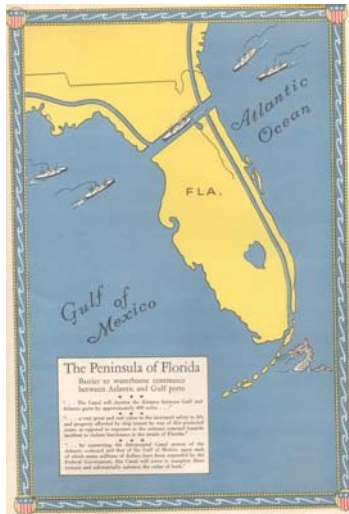 Atlantic
Ocean
FLA.
Gulf of
Mexico
The Peninsula of Florida
Barrier to waterborne commerce
between Atlantic and Gulf ports
". . . The Canal will shorten the distance between Gulf and
Atlantic ports by approximately 400 miles . . ."
". . . a very great and real value in the increased safety to life
and property afforded by ship transit by way of this protected
route, as opposed to exposure to the extreme seasonal hazards
incident to violent hurricanes in the straits of Florida."
". . . by connecting the Intracoastal Canal system of the
Atlantic seaboard and that of the Gulf of Mexico, upon each
of which many millions of dollars have been expended by the
Federal Government, this Canal will serve to complete these
systems and substantially enhance the value of both."